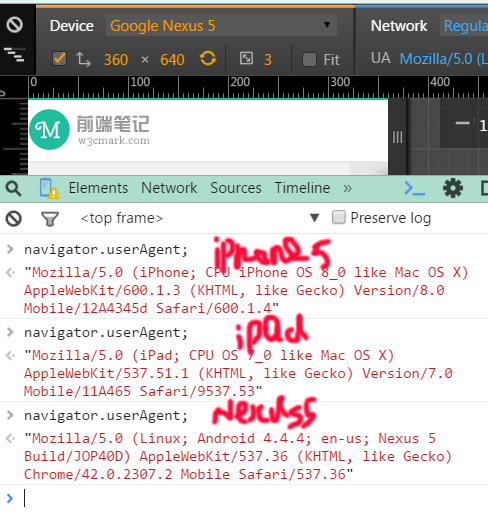 Device Google Nexus 5 Network Regula
360 × 640 3 Fit UA Mozilla/5.0 (L
0 100 200 300 400
M 前端笔记
w3cmark.com
1
Elements Network Sources Timeline »
<top frame> Preserve log
navigator.userAgent; iphone5
"Mozilla/5.0 (iPhone; CPU iPhone OS 8_0 like Mac OS X)
AppleWebKit/600.1.3 (KHTML, like Gecko) Version/8.0
Mobile/12A4345d Safari/600.1.4"
navigator.userAgent; ipad
"Mozilla/5.0 (iPad; CPU OS 7_0 like Mac OS X)
AppleWebKit/537.51.1 (KHTML, like Gecko) Version/7.0
Mobile/11A465 Safari/9537.53"
navigator.userAgent; Nexus5
"Mozilla/5.0 (Linux; Android 4.4.4; en-us; Nexus 5
Build/JOP40D) AppleWebKit/537.36 (KHTML, like Gecko)
Chrome/42.0.2307.2 Mobile Safari/537.36"